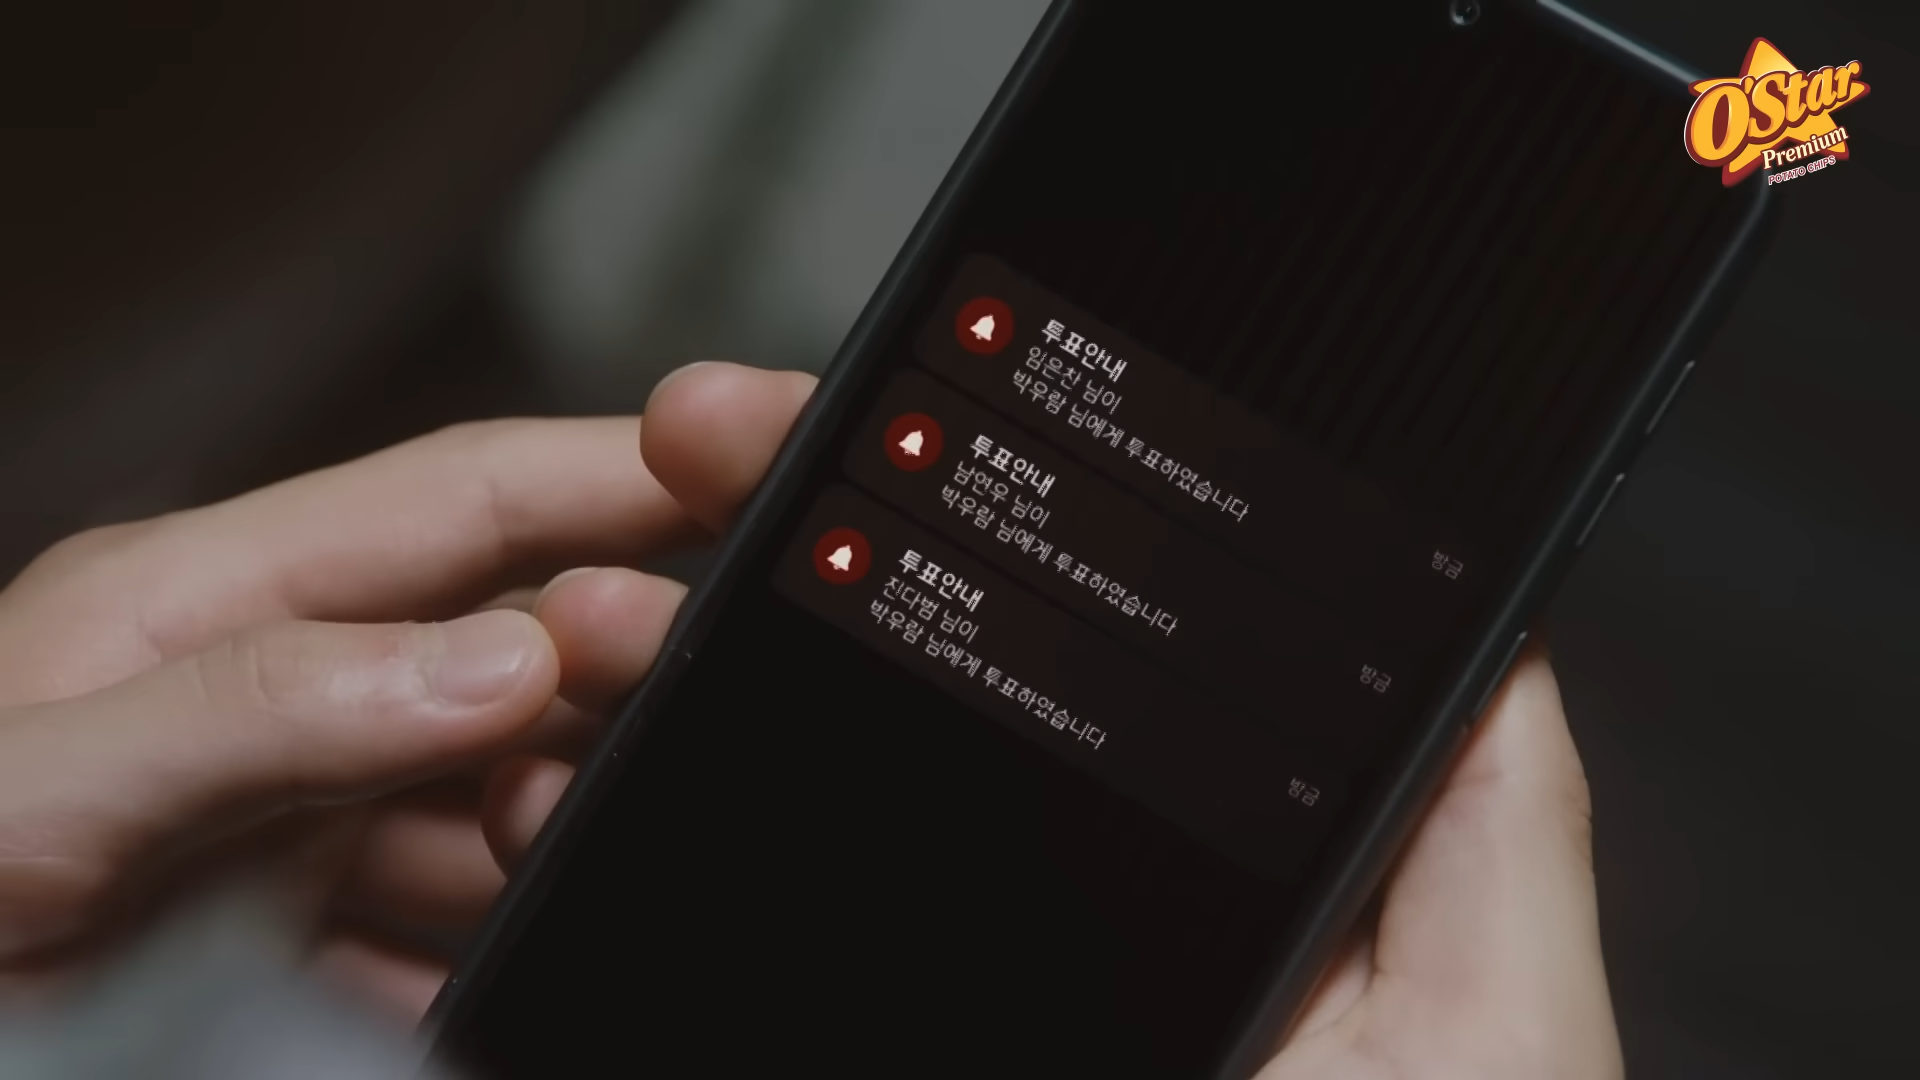 O'Star
Premium
POTATO CHIPS
투표안내
임은찬 님이
박우람 님에게 투표하였습니다
방금
투표안내
남연우 님이
박우람 님에게 투표하였습니다
방금
투표안내
진다범 님이
박우람 님에게 투표하였습니다
방금